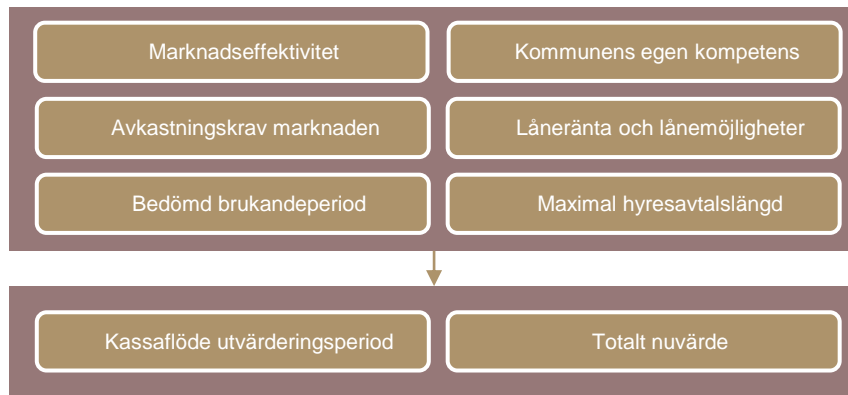 Marknadseffektivitet
Kommunens egen kompetens
Avkastningskrav marknaden
Låneränta och lånemöjligheter
Bedömd brukandeperiod
Maximal hyresavtalslängd
Kassaflöde utvärderingsperiod
Totalt nuvärde